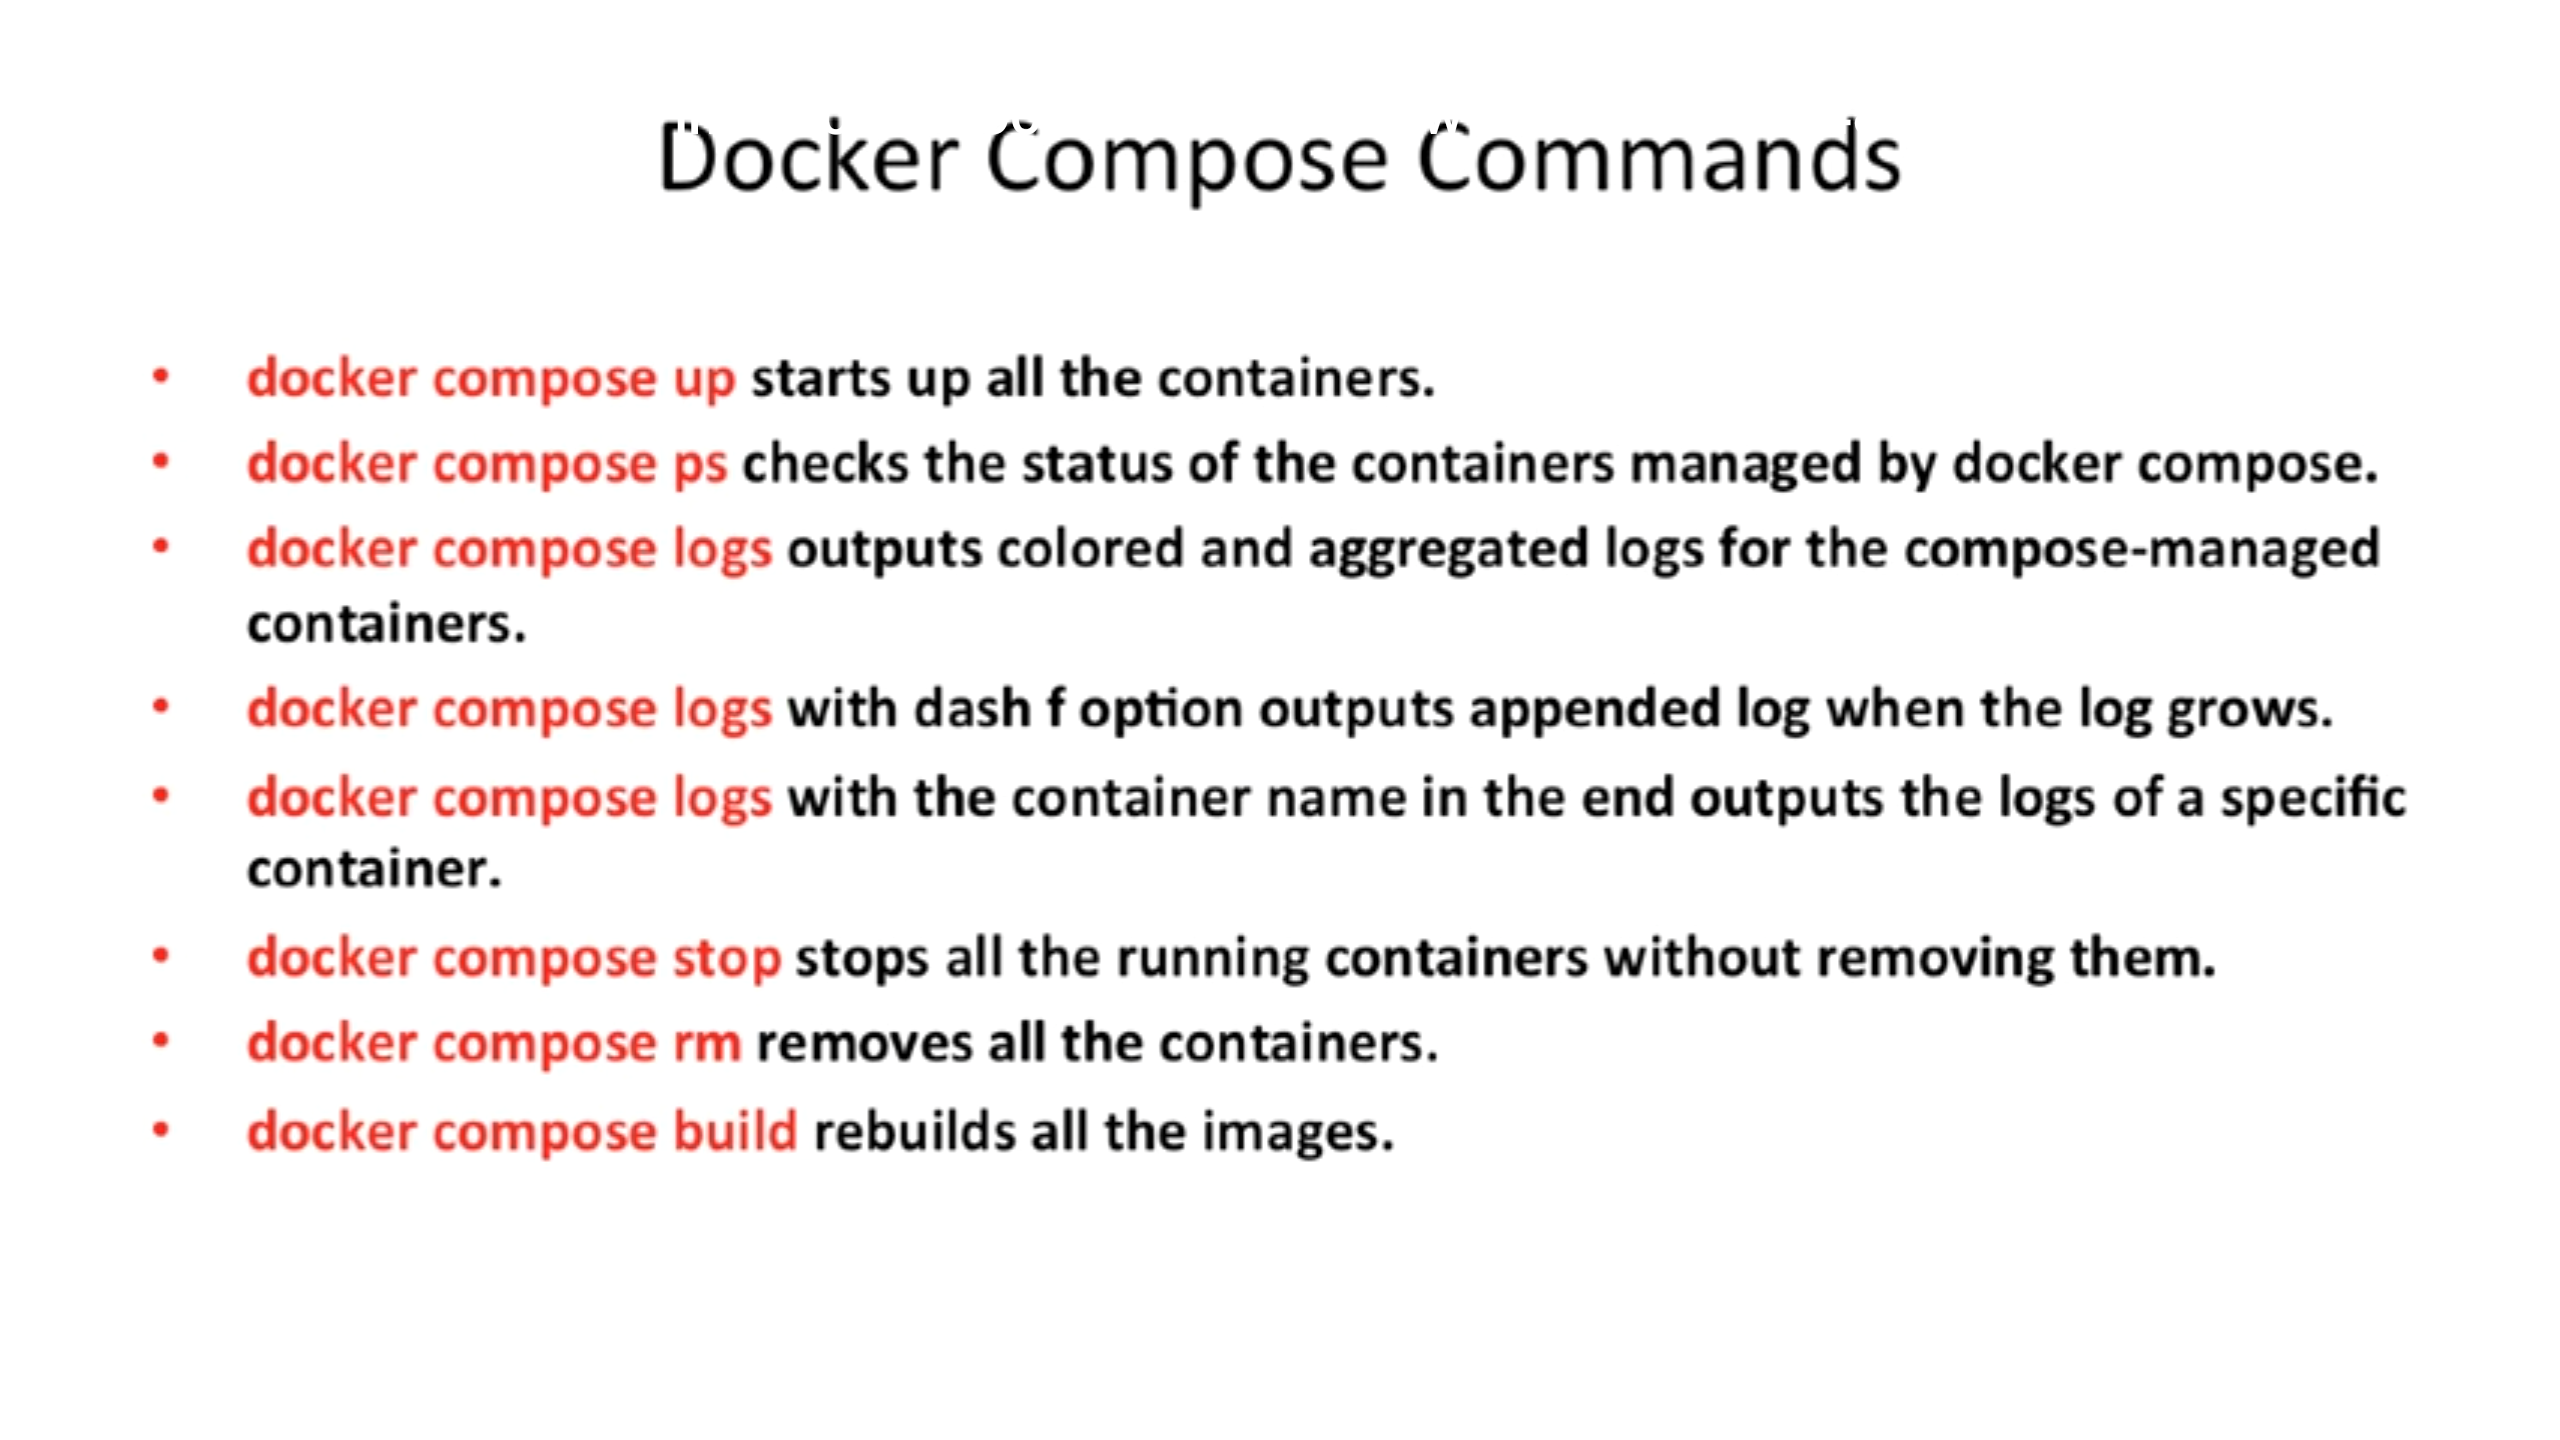 Docker Compose Commands
• docker compose up starts up all the containers.
• docker compose ps checks the status of the containers managed by docker compose.
• docker compose logs outputs colored and aggregated logs for the compose-managed
containers.
• docker compose logs with dash f option outputs appended log when the log grows.
• docker compose logs with the container name in the end outputs the logs of a specific
container.
• docker compose stop stops all the running containers without removing them.
• docker compose rm removes all the containers.
• docker compose build rebuilds all the images.